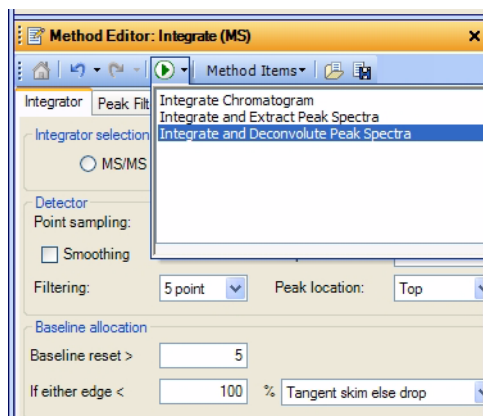 Method Editor: Integrate (MS)
Method Items
Integrator Peak Filt
Integrate Chromatogram
Integrate and Extract Peak Spectra
Integrate and Deconvolute Peak Spectra
Integrator selection
MS/MS
Detector
Point sampling:
Smoothing
Filtering: 5 point Peak location: Top
Baseline allocation
Baseline reset > 5
If either edge < 100 % Tangent skim else drop